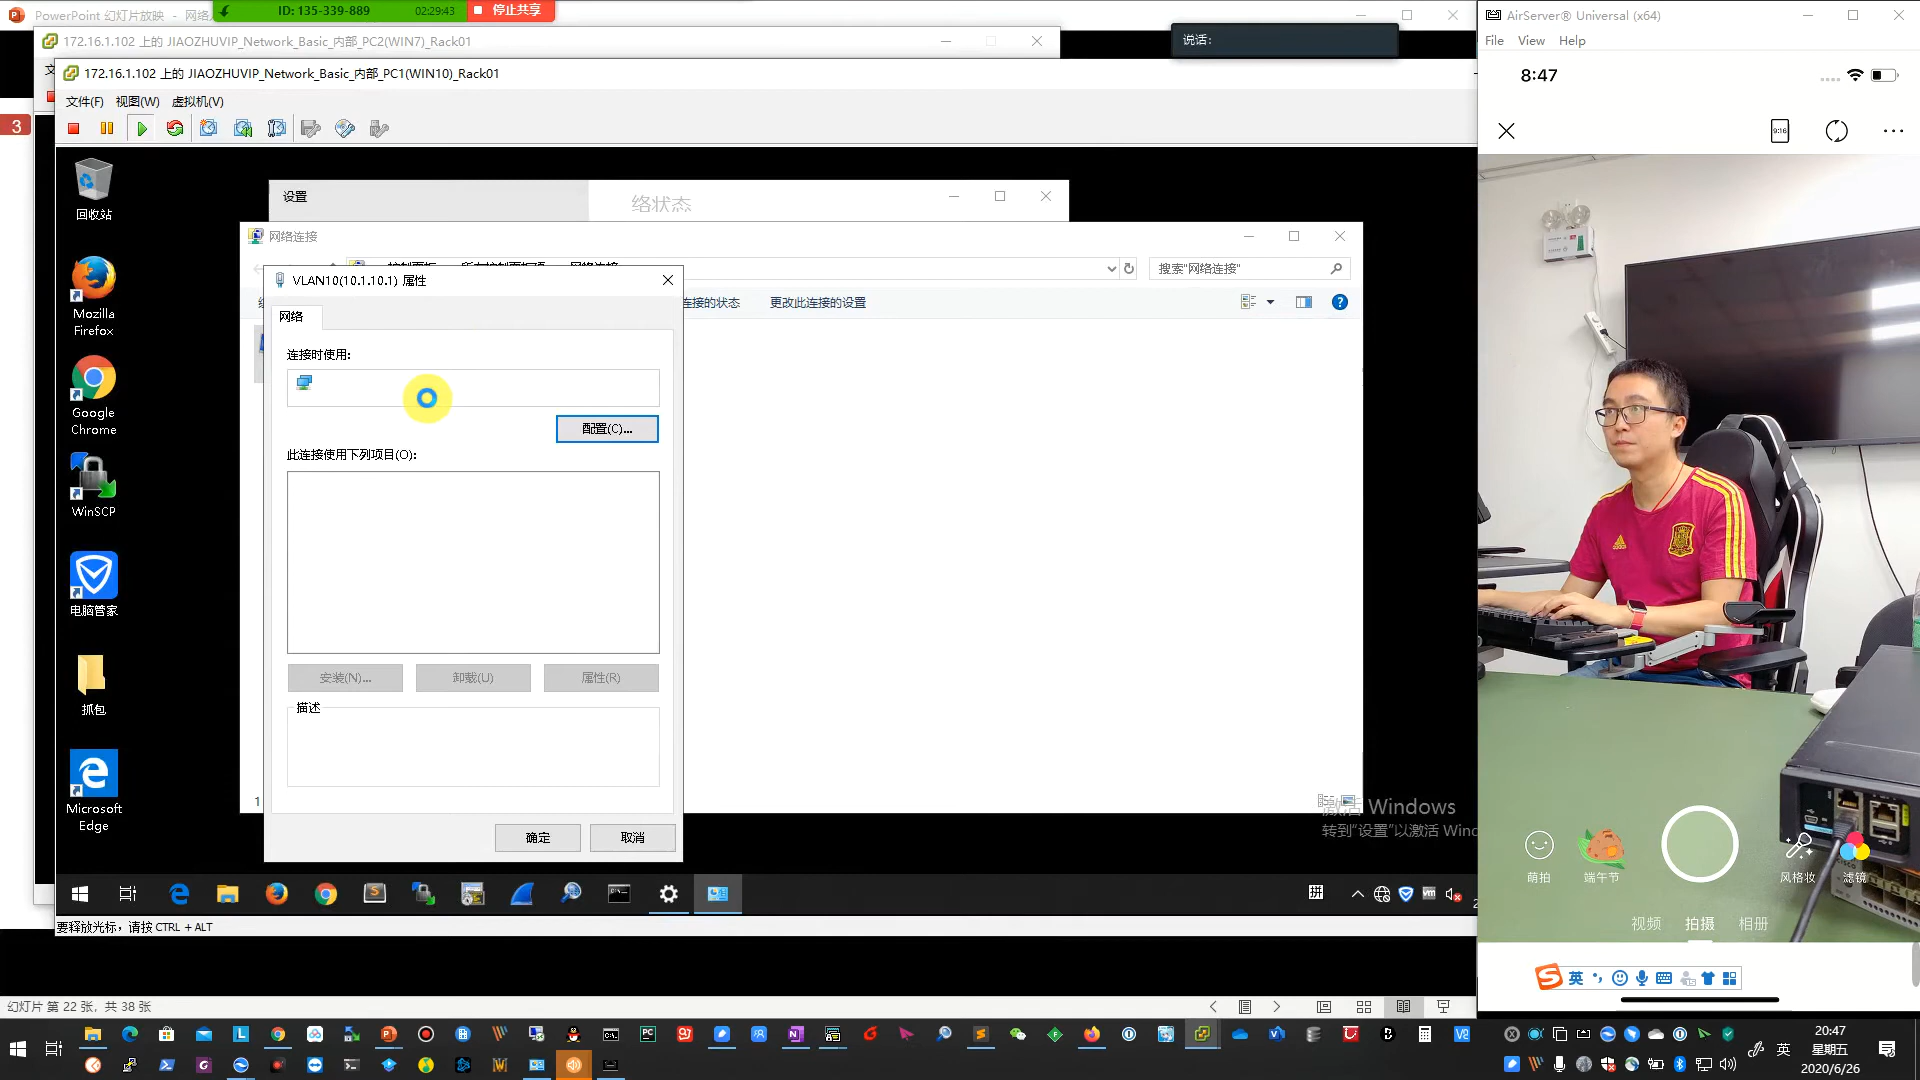 PowerPoint 幻灯片放映 - 网络
ID: 135-339-889
02:29:43
停止共享
172.16.1.102 上的 JIAOZHUVIP_Network_Basic_内部_PC2(WIN7)_Rack01
说话:
AirServer® Universal (x64)
File View Help
172.16.1.102 上的 JIAOZHUVIP_Network_Basic_内部_PC1(WIN10)_Rack01
文件(F) 视图(W) 虚拟机(V)
3
8:47
9:16
回收站
Mozilla
Firefox
Google
Chrome
WinSCP
电脑管家
抓包
Microsoft
Edge
设置
络状态
网络连接
搜索"网络连接"
连接的状态
更改此连接的设置
VLAN10(10.1.10.1) 属性
网络
连接时使用:
配置(C)...
此连接使用下列项目(O):
安装(N)...
卸载(U)
属性(R)
描述
确定
取消
1
激活 Windows
转到"设置"以激活 Wind
拼
要释放光标，请按 CTRL + ALT
萌拍
端午节
风格妆
滤镜
视频
拍摄
相册
英
幻灯片 第 22 张，共 38 张
英
20:47
星期五
2020/6/26